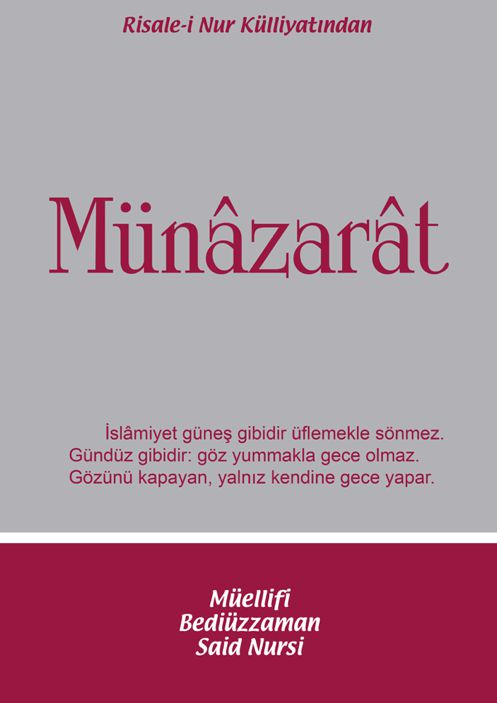 Risale-i Nur Külliyatından
Münâzarât
İslâmiyet güneş gibidir üflemekle sönmez.
Gündüz gibidir: göz yummakla gece olmaz.
Gözünü kapayan, yalnız kendine gece yapar.
Müellifi
Bediüzzaman
Said Nursi